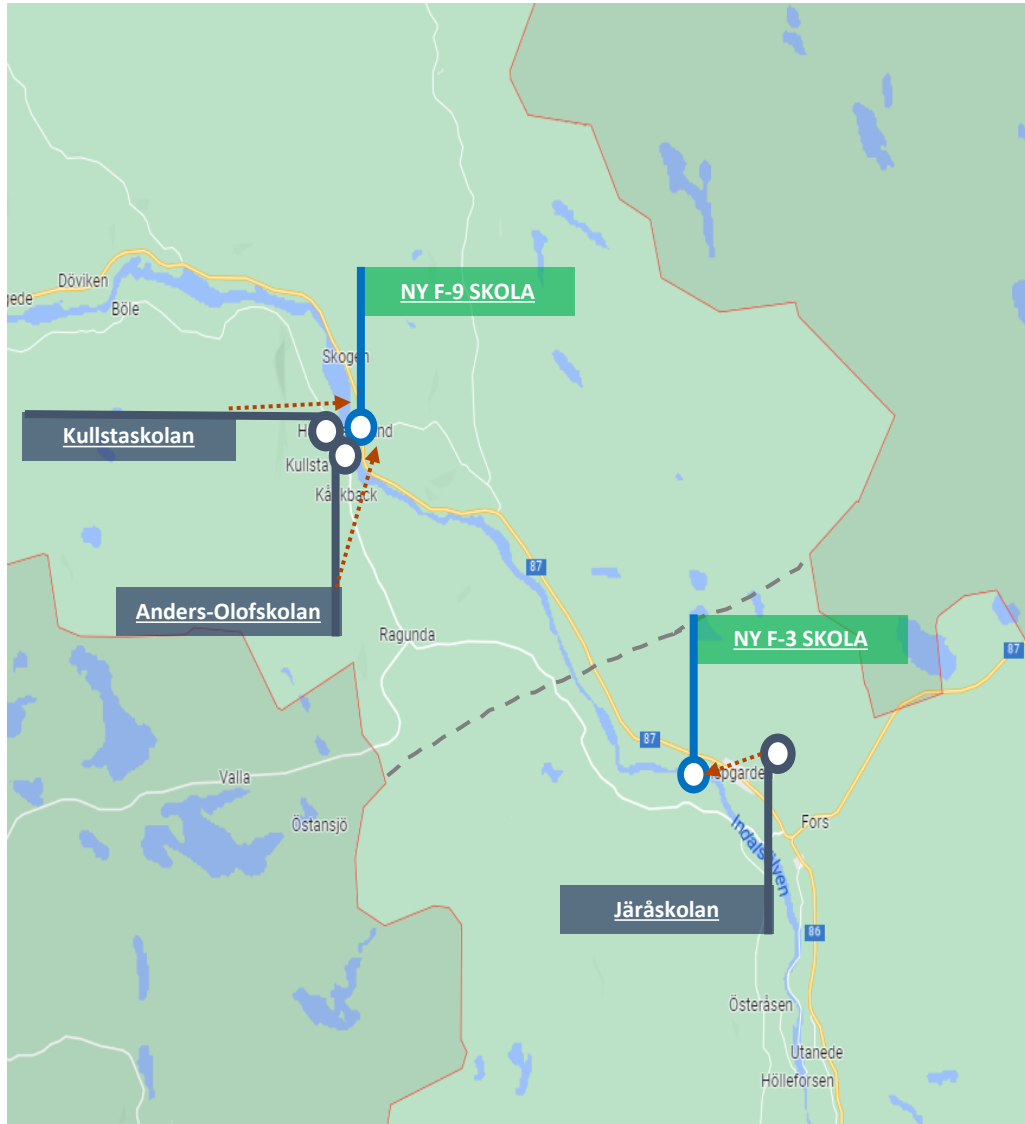 NY F-9 SKOLA
Döviken
Böle
Skogen
Kullstaskolan
Kullsta
Anders-Olofskolan
87
Ragunda
NY F-3 SKOLA
87
87
Valla
Östansjö
Fors
Indalsälven
Järåskolan
86
Österåsen
Utanede
Hölleforsen